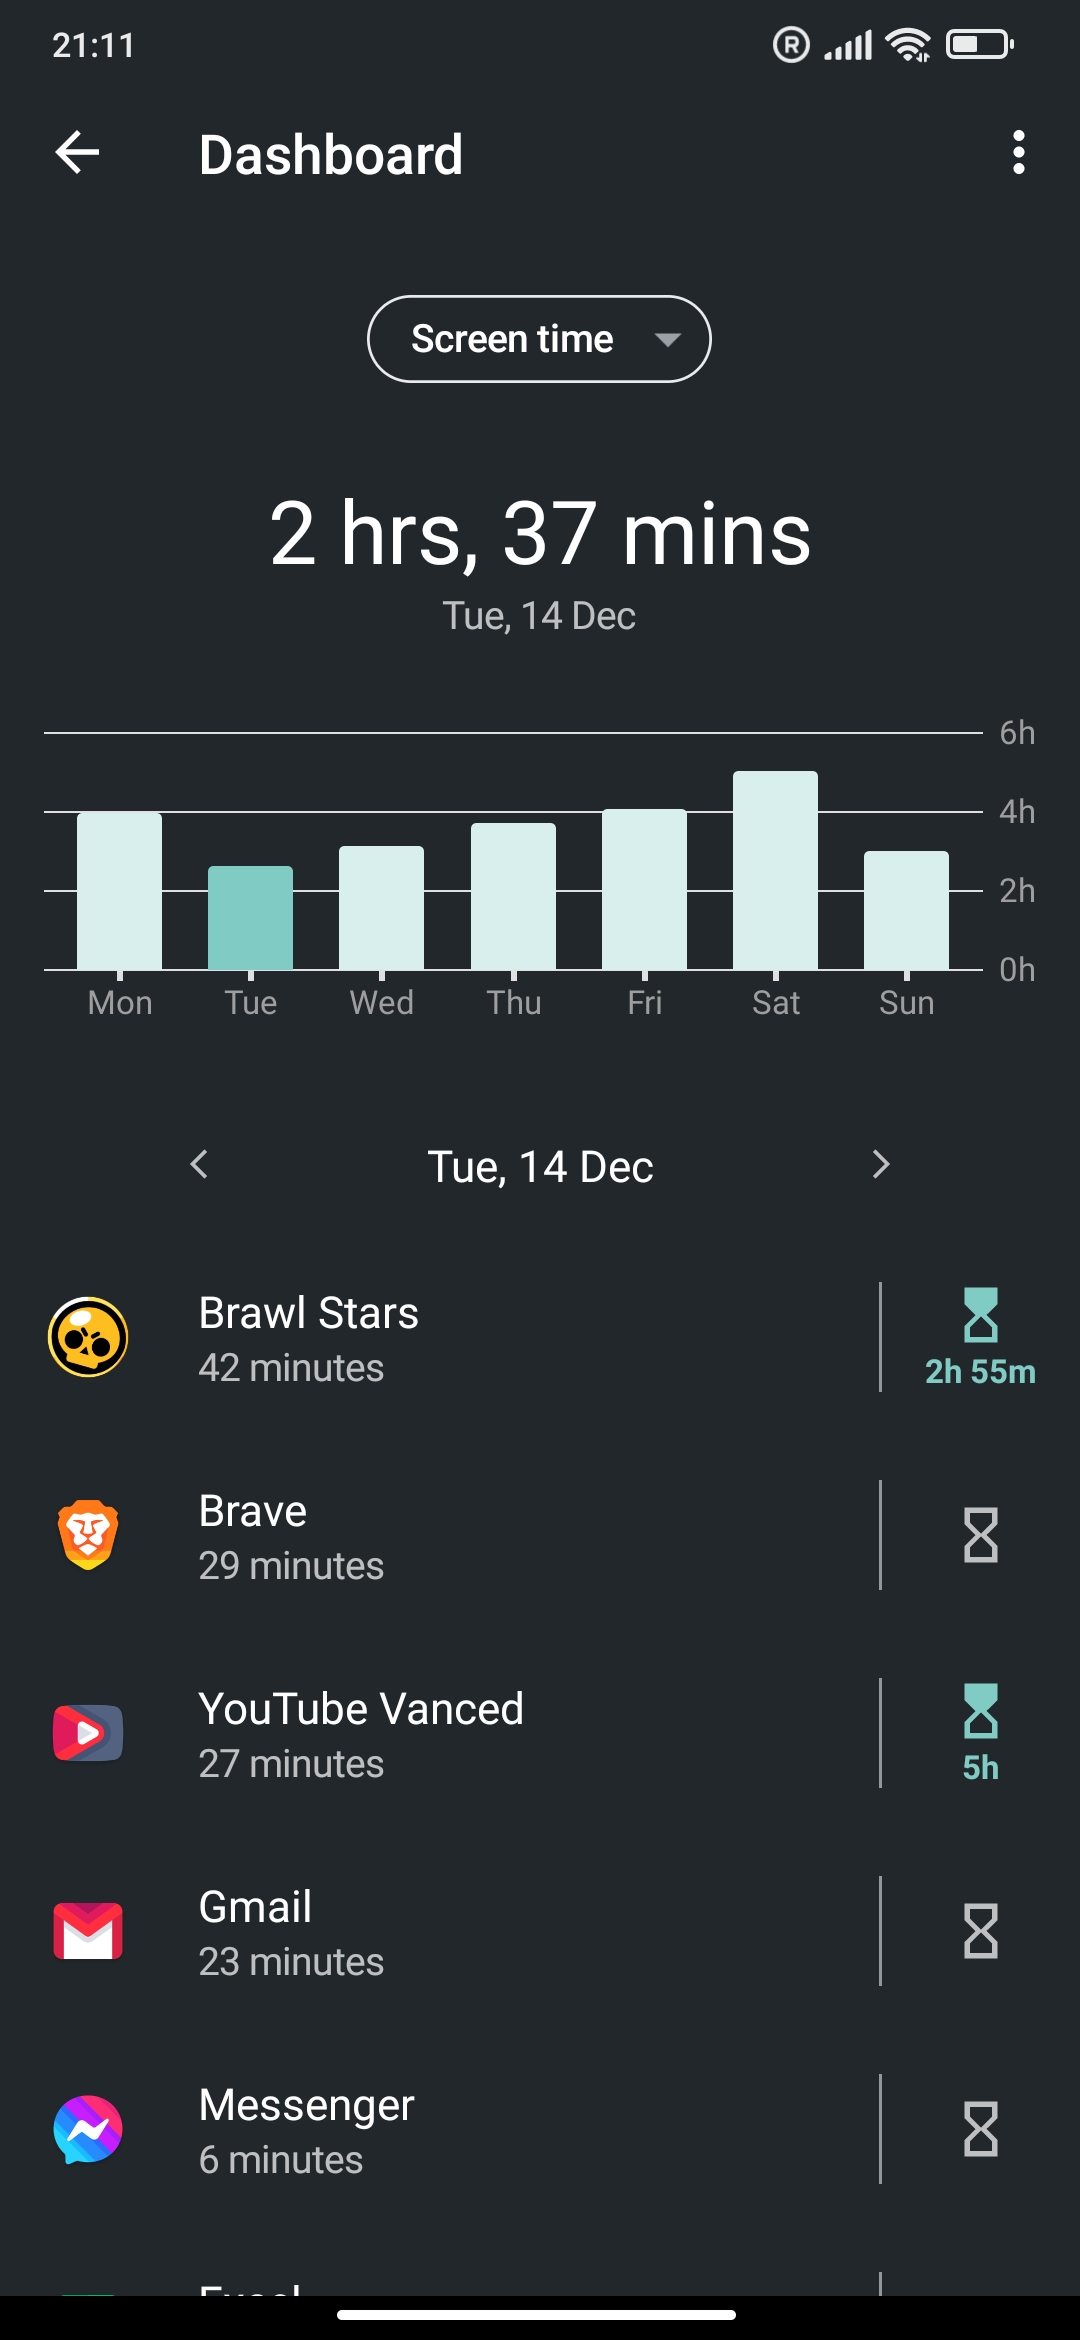 21:11
Dashboard
Screen time
2 hrs, 37 mins
Tue, 14 Dec
6h
4h
2h
0h
Mon Tue Wed Thu Fri Sat Sun
Tue, 14 Dec
Brawl Stars
42 minutes
2h 55m
Brave
29 minutes
YouTube Vanced
27 minutes
5h
Gmail
23 minutes
Messenger
6 minutes
Excel